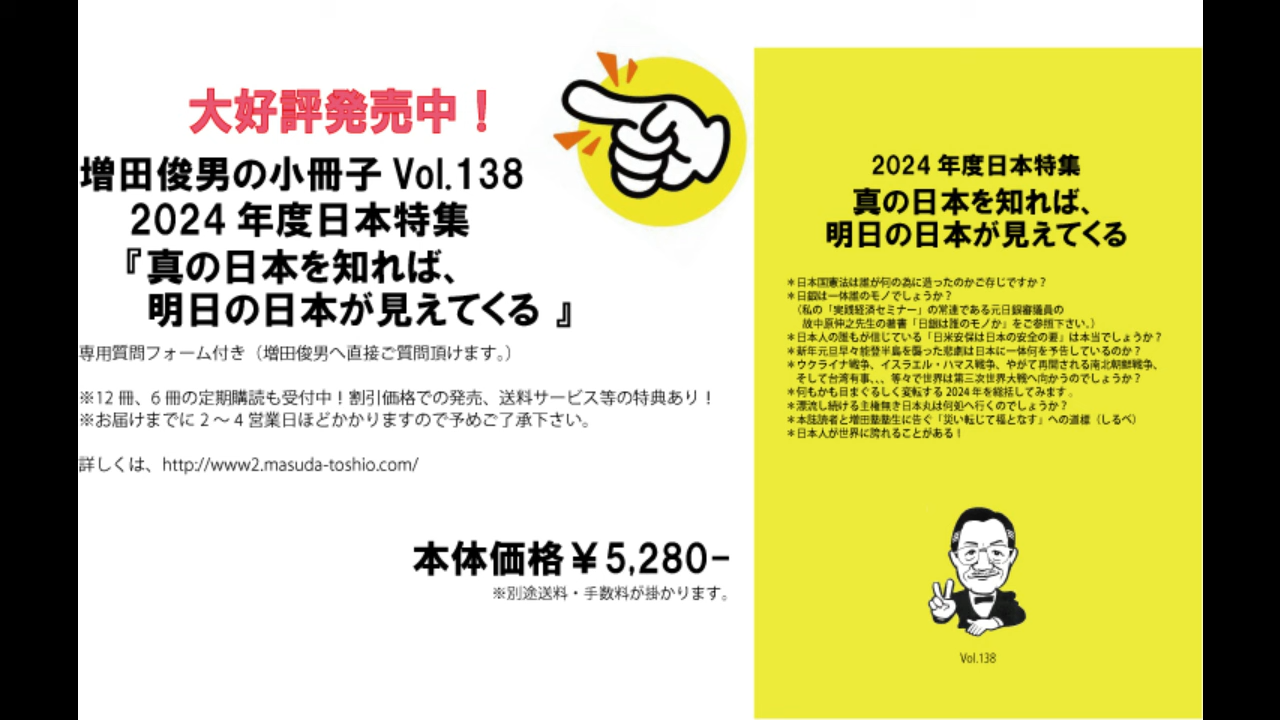 大好評発売中！
増田俊男の小冊子 Vol.138
2024 年度日本特集
『真の日本を知れば、
明日の日本が見えてくる 』
専用質問フォーム付き（増田俊男へ直接ご質問頂けます。）
※12 冊、6 冊の定期購読も受付中！割引価格での発売、送料サービス等の特典あり！
※お届けまでに 2 ～ 4 営業日ほどかかりますので予めご了承下さい。
詳しくは、http://www2.masuda-toshio.com/
本体価格￥5,280-
※別途送料・手数料が掛かります。
2024 年度日本特集
真の日本を知れば、
明日の日本が見えてくる
＊日本国憲法は誰が何の為に造ったのかご存じですか？
＊日銀は一体誰のモノでしょうか？
（私の「実践経済セミナー」の常連である元日銀審議員の
故中原伸之先生の著書「日銀は誰のモノか」をご参照下さい。）
＊日本人の誰もが信じている「日米安保は日本の安全の要」は本当でしょうか？
＊新年元旦早々能登半島を襲った悲劇は日本に一体何を予告しているのか？
＊ウクライナ戦争、イスラエル・ハマス戦争、やがて再開される南北朝鮮戦争、
そして台湾有事、、、等々で世界は第三次世界大戦へ向かうのでしょうか？
＊何もかも目まぐるしく変転する 2024 年を総括してみます。
＊漂流し続ける主権無き日本丸は何処へ行くのでしょうか？
＊本誌読者と増田塾塾生に告ぐ「災い転じて福となす」への道標（しるべ）
＊日本人が世界に誇れることがある！
Vol.138